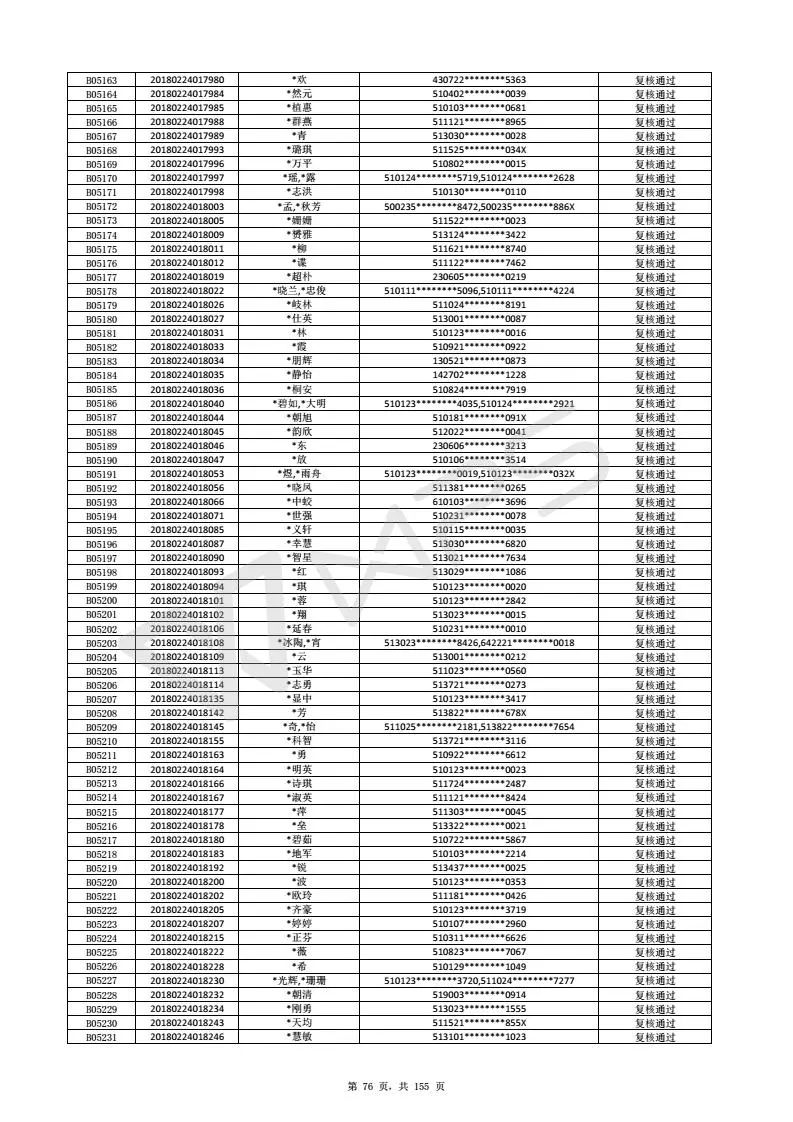 B05163 20180224017980 *欢 430722********5363 复核通过
B05164 20180224017984 *然元 510402********0039 复核通过
B05165 20180224017985 *植惠 510103********0681 复核通过
B05166 20180224017988 *群燕 511121********8965 复核通过
B05167 20180224017989 *青 513030********0028 复核通过
B05168 20180224017993 *璐琪 511525********034X 复核通过
B05169 20180224017996 *万平 510802********0015 复核通过
B05170 20180224017997 *瑶,*露 510124********5719,510124********2628 复核通过
B05171 20180224017998 *志洪 510130********0110 复核通过
B05172 20180224018003 *孟,*秋芳 500235********8472,500235********886X 复核通过
B05173 20180224018005 *姗姗 511522********0023 复核通过
B05174 20180224018009 *赟雅 513124********3422 复核通过
B05175 20180224018011 *柳 511621********8740 复核通过
B05176 20180224018012 *谍 511122********7462 复核通过
B05177 20180224018019 *超朴 230605********0219 复核通过
B05178 20180224018022 *晓兰,*忠俊 510111********5096,510111********4224 复核通过
B05179 20180224018026 *岐林 511024********8191 复核通过
B05180 20180224018027 *仕英 513001********0087 复核通过
B05181 20180224018031 *林 510123********0016 复核通过
B05182 20180224018033 *霞 510921********0922 复核通过
B05183 20180224018034 *朋辉 130521********0873 复核通过
B05184 20180224018035 *静怡 142702********1228 复核通过
B05185 20180224018036 *桐安 510824********7919 复核通过
B05186 20180224018040 *碧如,*大明 510123********4035,510124********2921 复核通过
B05187 20180224018044 *朝旭 510181********091X 复核通过
B05188 20180224018045 *韵欣 512022********0041 复核通过
B05189 20180224018046 *东 230606********3213 复核通过
B05190 20180224018047 *放 510106********3514 复核通过
B05191 20180224018053 *煜,*雨舟 510123********0019,510123********032X 复核通过
B05192 20180224018056 *晓凤 511381********0265 复核通过
B05193 20180224018066 *中蛟 610103********3696 复核通过
B05194 20180224018071 *世强 510231********0078 复核通过
B05195 20180224018085 *义轩 510115********0035 复核通过
B05196 20180224018087 *幸慧 513030********6820 复核通过
B05197 20180224018090 *智星 513021********7634 复核通过
B05198 20180224018093 *红 513029********1086 复核通过
B05199 20180224018094 *琪 510123********0020 复核通过
B05200 20180224018101 *蓉 510123********2842 复核通过
B05201 20180224018102 *翔 513023********0015 复核通过
B05202 20180224018106 *延春 510231********0010 复核通过
B05203 20180224018108 *冰陶,*宵 513023********8426,642221********0018 复核通过
B05204 20180224018109 *云 513001********0212 复核通过
B05205 20180224018113 *玉华 511023********0560 复核通过
B05206 20180224018114 *志勇 513721********0273 复核通过
B05207 20180224018135 *显中 510123********3417 复核通过
B05208 20180224018142 *芳 513822********678X 复核通过
B05209 20180224018145 *奇,*怡 511025********2181,513822********7654 复核通过
B05210 20180224018155 *科智 513721********3116 复核通过
B05211 20180224018163 *勇 510922********6612 复核通过
B05212 20180224018164 *明英 510123********0023 复核通过
B05213 20180224018166 *诗琪 511724********2487 复核通过
B05214 20180224018167 *淑英 511121********8424 复核通过
B05215 20180224018177 *萍 511303********0045 复核通过
B05216 20180224018178 *垒 513322********0021 复核通过
B05217 20180224018180 *碧茹 510722********5867 复核通过
B05218 20180224018183 *地军 510103********2214 复核通过
B05219 20180224018192 *锐 513437********0025 复核通过
B05220 20180224018200 *波 510123********0353 复核通过
B05221 20180224018202 *欧玲 511181********0426 复核通过
B05222 20180224018205 *齐豪 510123********3719 复核通过
B05223 20180224018207 *婷婷 510107********2960 复核通过
B05224 20180224018215 *正芬 510311********6626 复核通过
B05225 20180224018222 *薇 510823********7067 复核通过
B05226 20180224018228 *希 510129********1049 复核通过
B05227 20180224018230 *光辉,*珊珊 510123********3720,511024********7277 复核通过
B05228 20180224018232 *朝清 519003********0914 复核通过
B05229 20180224018234 *刚勇 513023********1555 复核通过
B05230 20180224018243 *天均 511521********855X 复核通过
B05231 20180224018246 *慧敏 513101********1023 复核通过
WPS
第 76 页，共 155 页